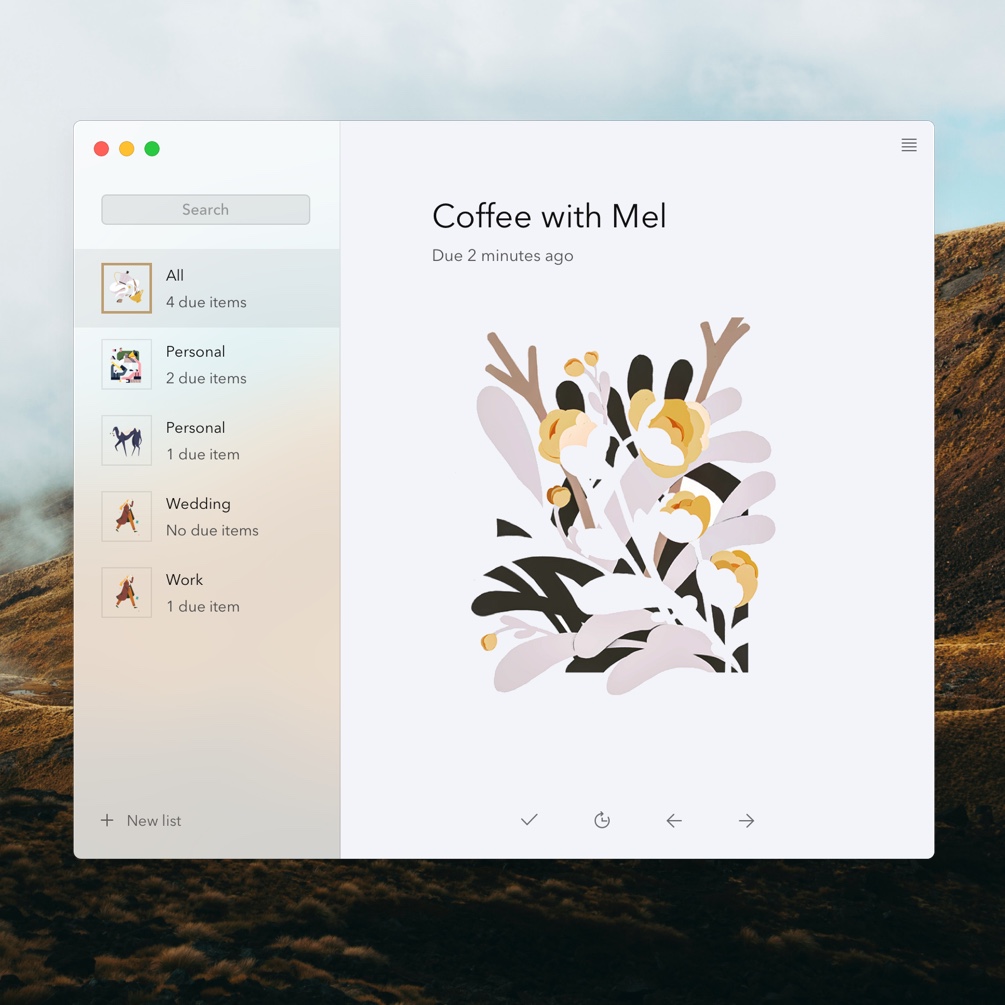 Search
All
4 due items
Personal
2 due items
Personal
1 due item
Wedding
No due items
Work
1 due item
New list
Coffee with Mel
Due 2 minutes ago